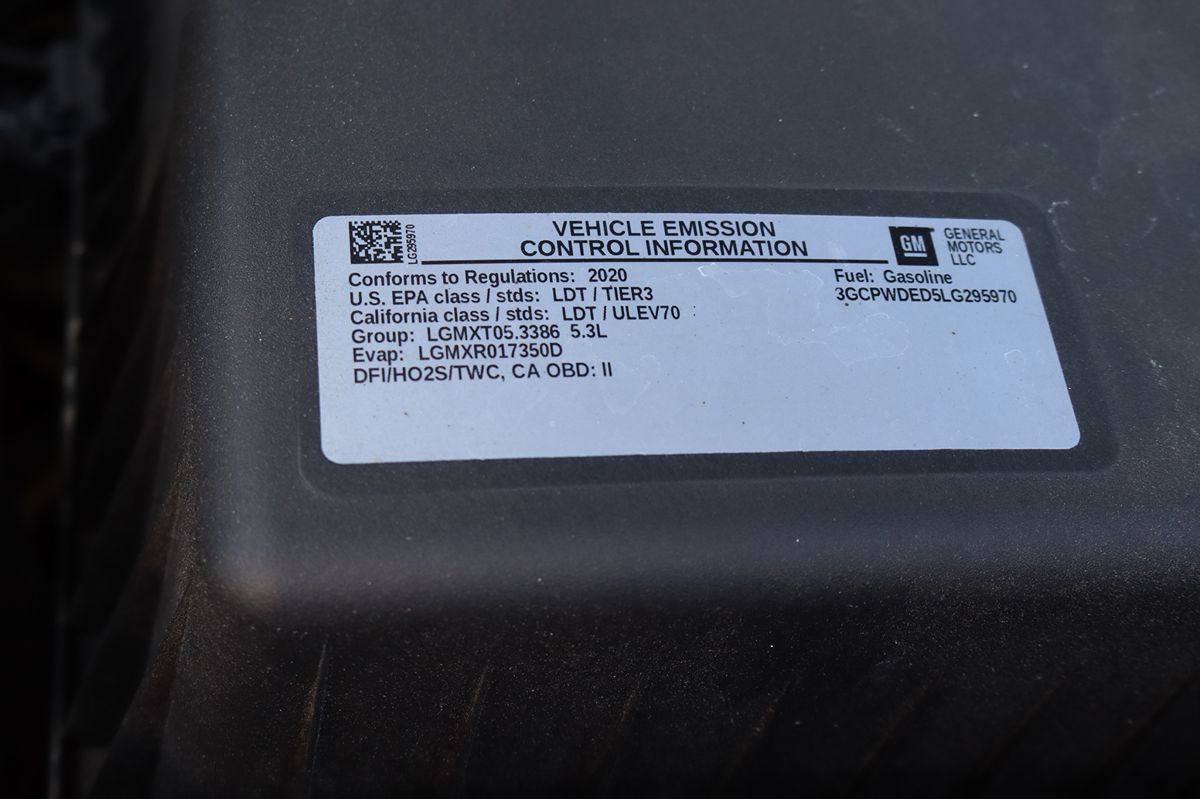 LG295970
VEHICLE EMISSION
CONTROL INFORMATION
GM
GENERAL
MOTORS
LLC
Conforms to Regulations: 2020
U.S. EPA class / stds: LDT / TIER3
California class / stds: LDT / ULEV70
Group: LGMXT05.3386 5.3L
Evap: LGMXR017350D
DFI/HO2S/TWC, CA OBD: II
Fuel: Gasoline
3GCPWDED5LG295970